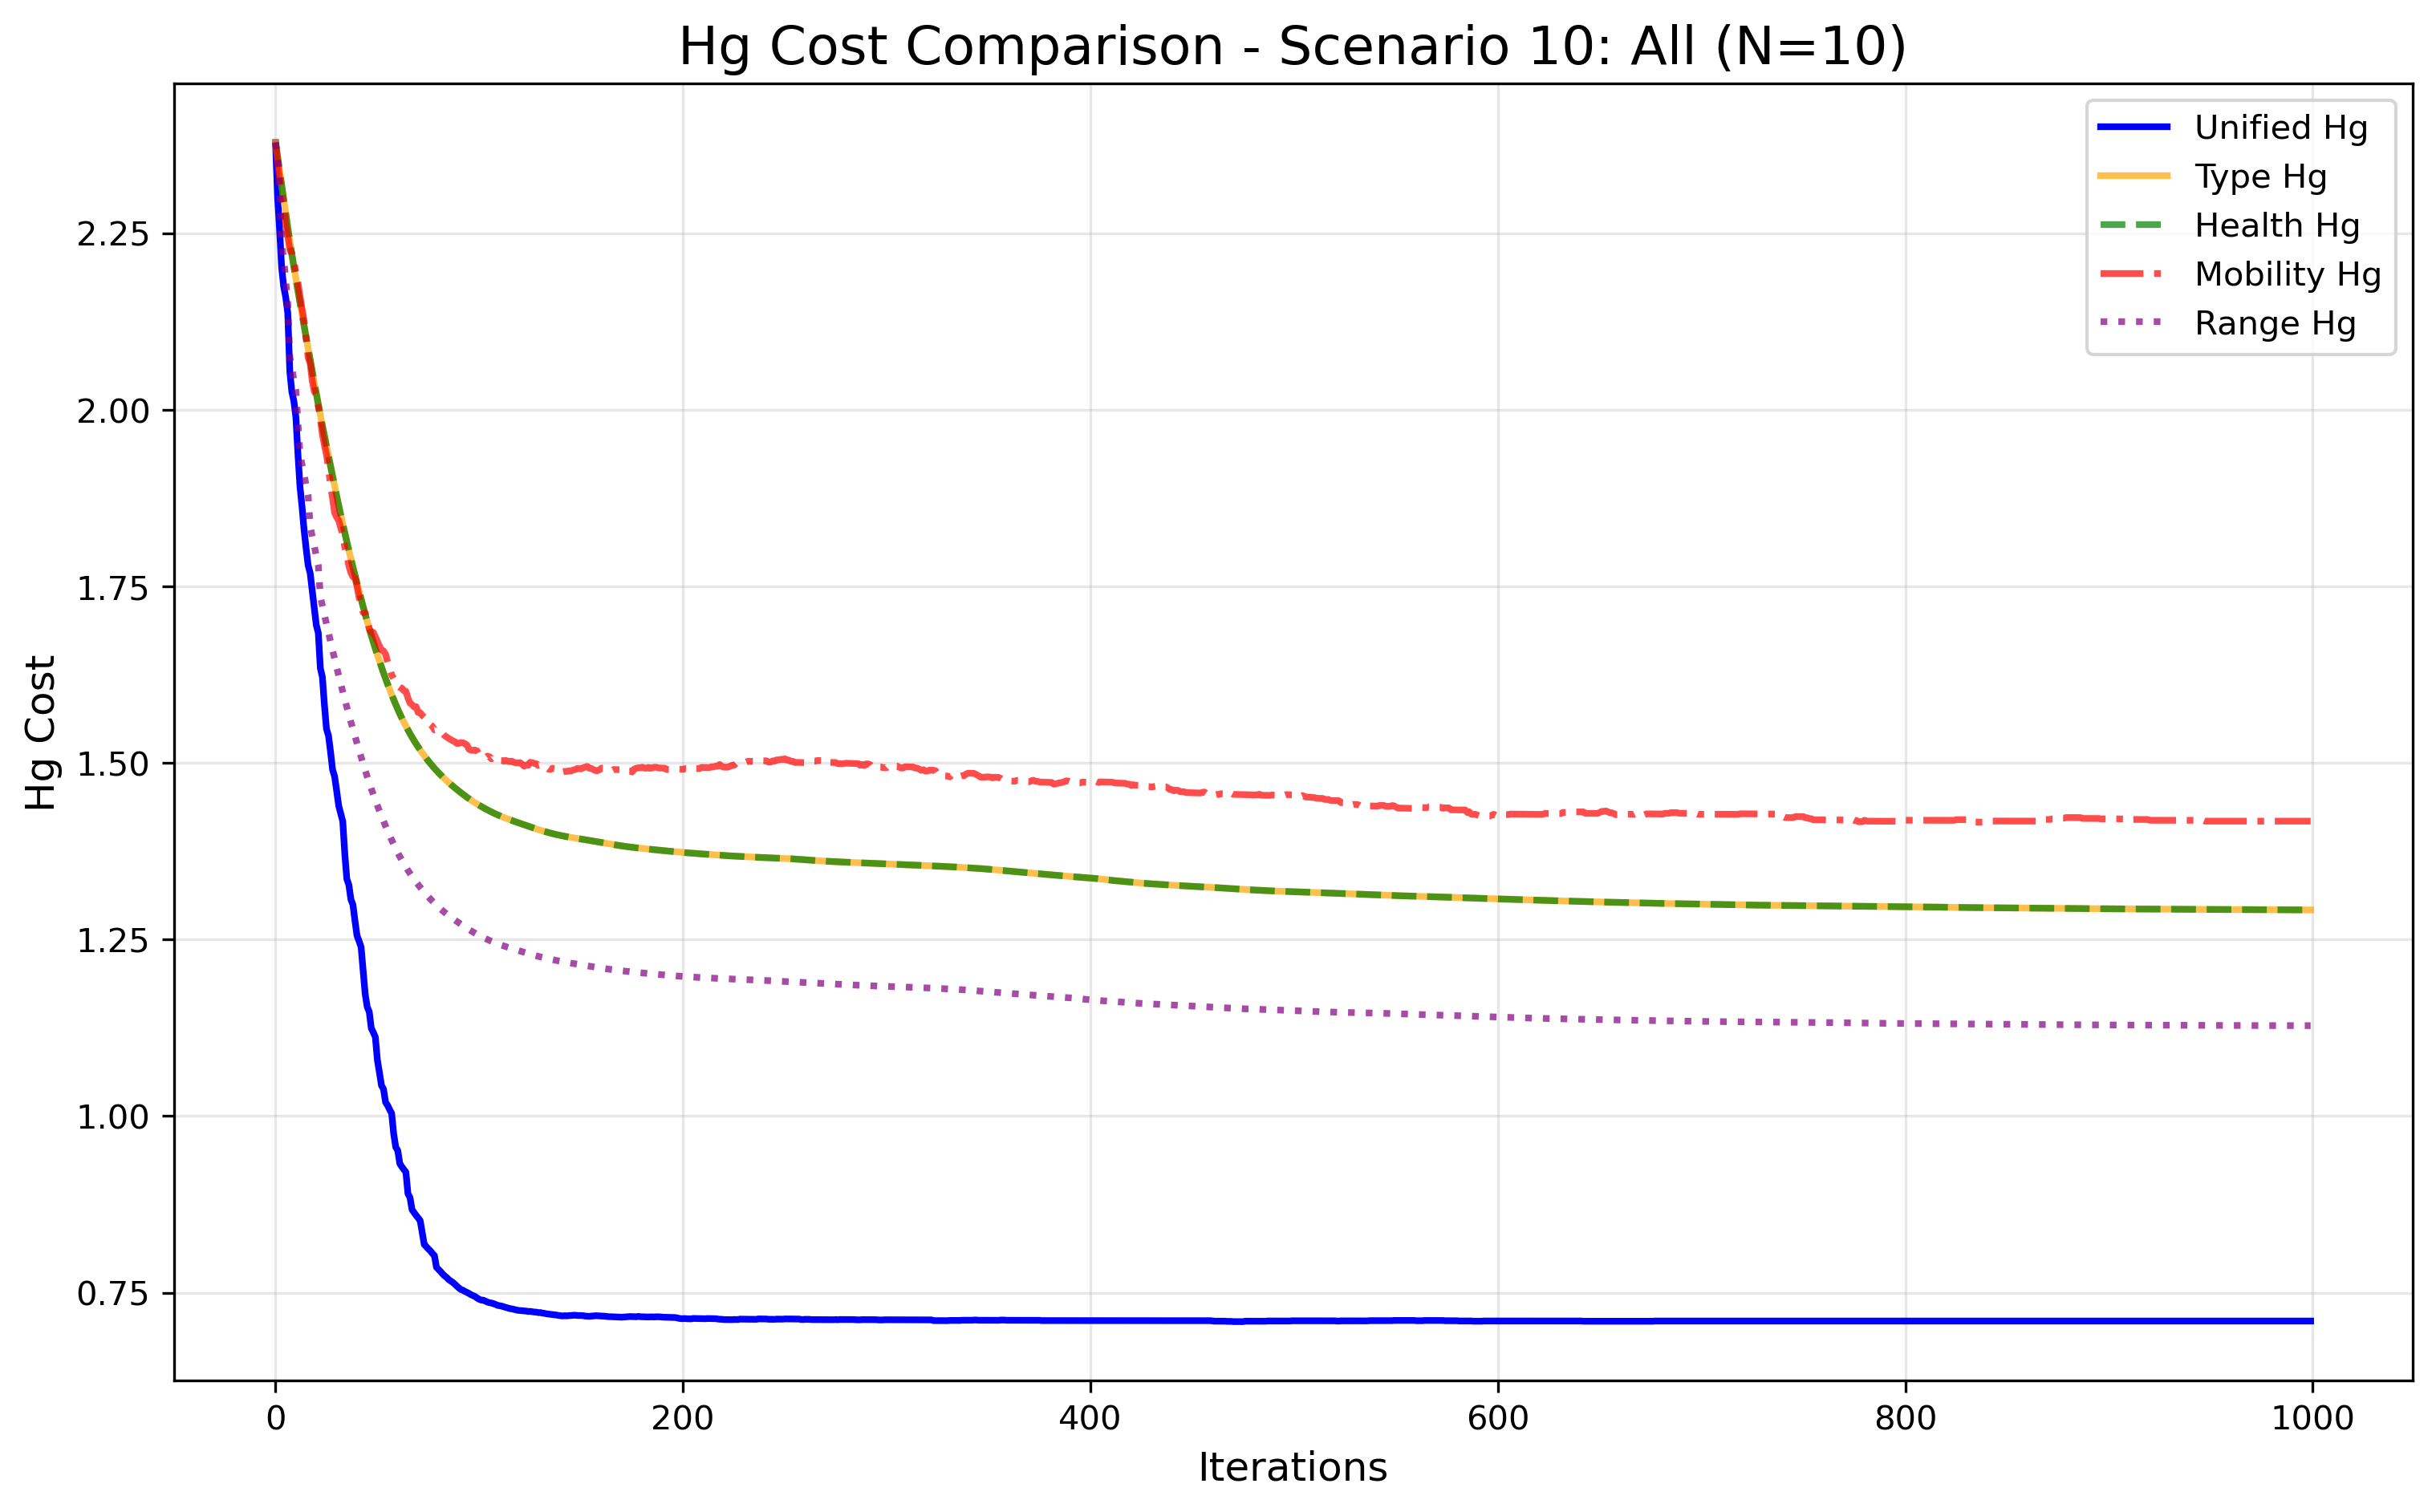 Hg Cost Comparison - Scenario 10: All (N=10)
Unified Hg
Type Hg
Health Hg
Mobility Hg
Range Hg
Hg Cost
2.25
2.00
1.75
1.50
1.25
1.00
0.75
0
200
400
600
800
1000
Iterations